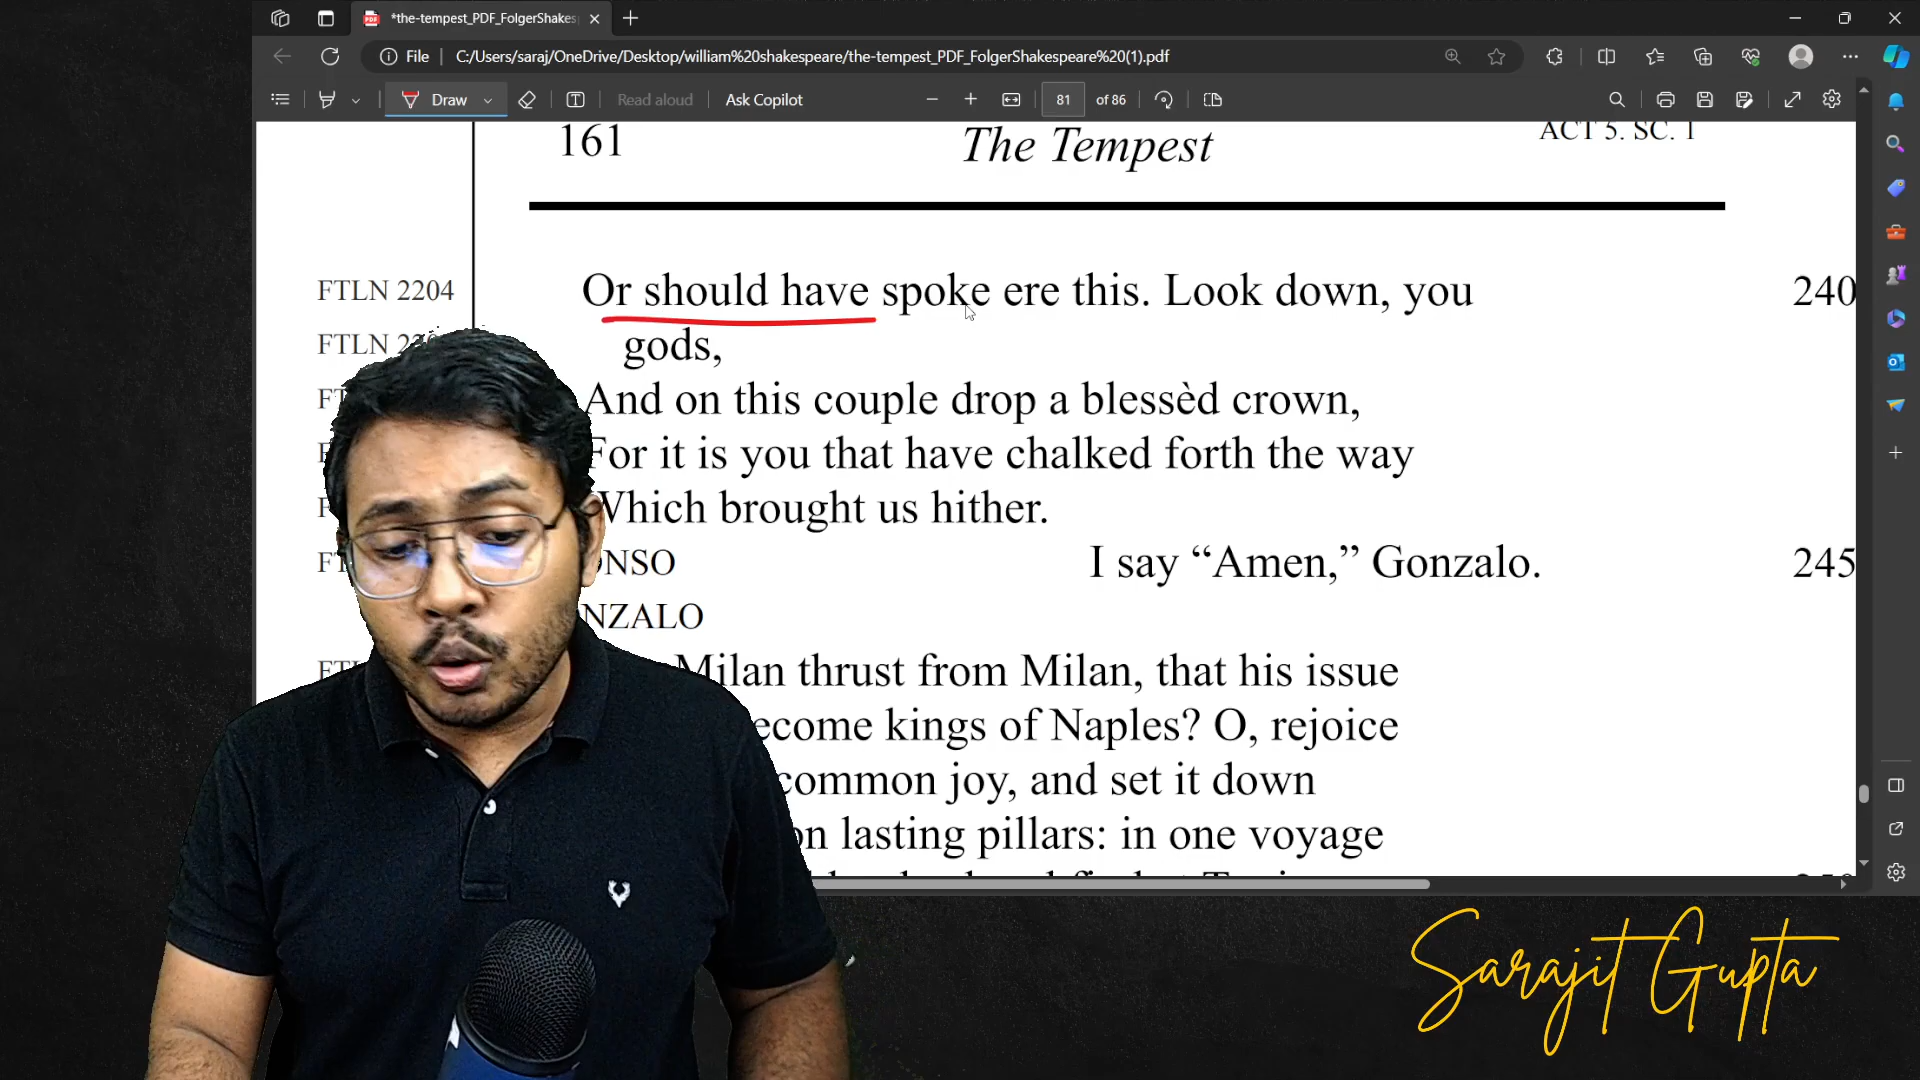 *the-tempest_PDF_FolgerShakes
File C:/Users/saraj/OneDrive/Desktop/william%20shakespeare/the-tempest_PDF_FolgerShakespeare%20(1).pdf
Draw Read aloud Ask Copilot 81 of 86
161 The Tempest ACT 5. SC. 1
FTLN 2204 Or should have spoke ere this. Look down, you 240
FTLN gods,
And on this couple drop a blessèd crown,
For it is you that have chalked forth the way
Which brought us hither.
ONSO I say “Amen,” Gonzalo. 245
NZALO
Milan thrust from Milan, that his issue
ecome kings of Naples? O, rejoice
common joy, and set it down
on lasting pillars: in one voyage
Sarajit Gupta